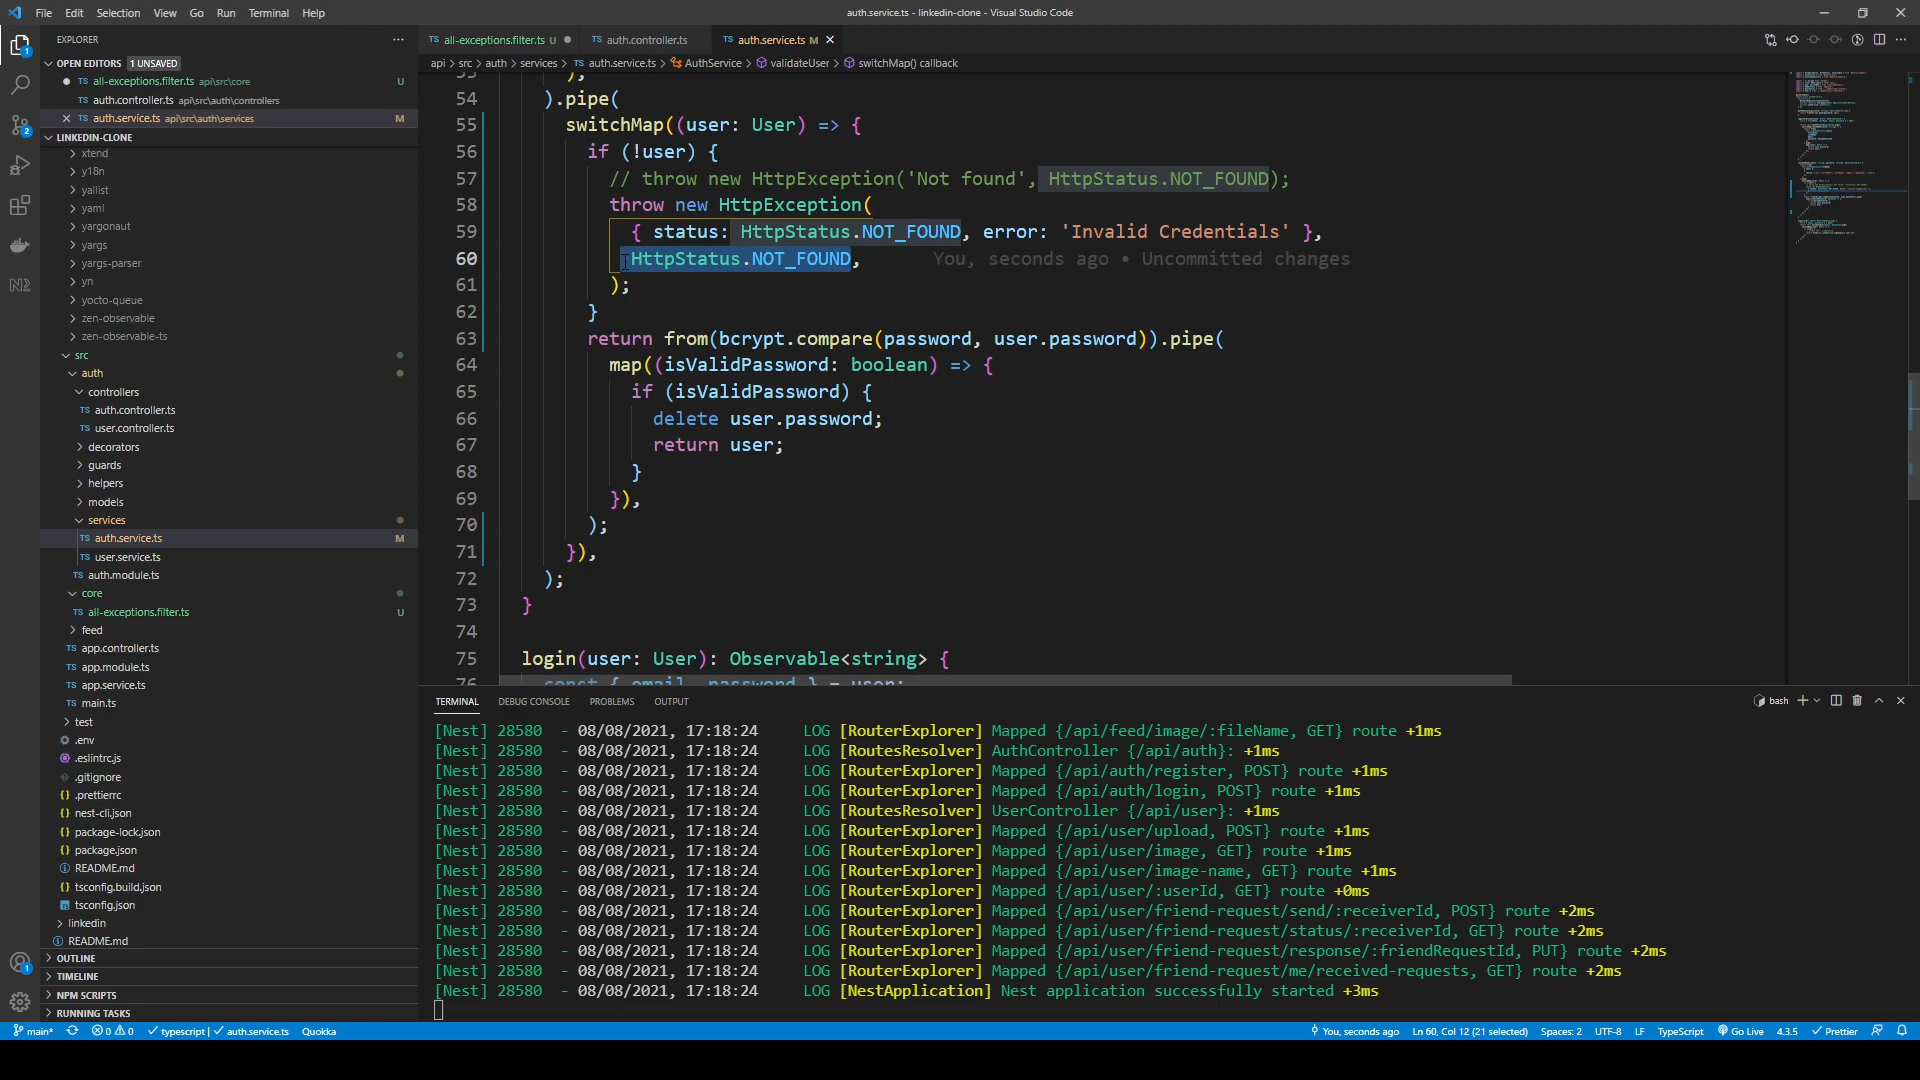 File Edit Selection View Go Run Terminal Help
auth.service.ts - linkedin-clone - Visual Studio Code
EXPLORER
OPEN EDITORS 1 UNSAVED
TS all-exceptions.filter.ts api\src\core U
TS auth.controller.ts api\src\auth\controllers
TS auth.service.ts api\src\auth\services M
LINKEDIN-CLONE
xtend
y18n
yallist
yaml
yargonaut
yargs
yargs-parser
yn
yocto-queue
zen-observable
zen-observable-ts
src
auth
controllers
TS auth.controller.ts
TS user.controller.ts
decorators
guards
helpers
models
services
TS auth.service.ts M
TS user.service.ts
TS auth.module.ts
core
TS all-exceptions.filter.ts U
feed
TS app.controller.ts
TS app.module.ts
TS app.service.ts
TS main.ts
test
.env
.eslintrc.js
.gitignore
.prettierrc
{} nest-cli.json
{} package-lock.json
{} package.json
README.md
{} tsconfig.build.json
tsconfig.json
linkedin
README.md
OUTLINE
TIMELINE
NPM SCRIPTS
RUNNING TASKS
TS all-exceptions.filter.ts U TS auth.controller.ts TS auth.service.ts M
api > src > auth > services > TS auth.service.ts > AuthService > validateUser > switchMap() callback
54 ).pipe(
55 switchMap((user: User) => {
56 if (!user) {
57 // throw new HttpException('Not found', HttpStatus.NOT_FOUND);
58 throw new HttpException(
59 { status: HttpStatus.NOT_FOUND, error: 'Invalid Credentials' },
60 HttpStatus.NOT_FOUND, You, seconds ago • Uncommitted changes
61 );
62 }
63 return from(bcrypt.compare(password, user.password)).pipe(
64 map((isValidPassword: boolean) => {
65 if (isValidPassword) {
66 delete user.password;
67 return user;
68 }
69 }),
70 );
71 }),
72 );
73 }
74
75 login(user: User): Observable<string> {
76 const { email, password } = user;
TERMINAL DEBUG CONSOLE PROBLEMS OUTPUT
bash
[Nest] 28580 - 08/08/2021, 17:18:24 LOG [RouterExplorer] Mapped {/api/feed/image/:fileName, GET} route +1ms
[Nest] 28580 - 08/08/2021, 17:18:24 LOG [RoutesResolver] AuthController {/api/auth}: +1ms
[Nest] 28580 - 08/08/2021, 17:18:24 LOG [RouterExplorer] Mapped {/api/auth/register, POST} route +1ms
[Nest] 28580 - 08/08/2021, 17:18:24 LOG [RouterExplorer] Mapped {/api/auth/login, POST} route +1ms
[Nest] 28580 - 08/08/2021, 17:18:24 LOG [RoutesResolver] UserController {/api/user}: +1ms
[Nest] 28580 - 08/08/2021, 17:18:24 LOG [RouterExplorer] Mapped {/api/user/upload, POST} route +1ms
[Nest] 28580 - 08/08/2021, 17:18:24 LOG [RouterExplorer] Mapped {/api/user/image, GET} route +1ms
[Nest] 28580 - 08/08/2021, 17:18:24 LOG [RouterExplorer] Mapped {/api/user/image-name, GET} route +1ms
[Nest] 28580 - 08/08/2021, 17:18:24 LOG [RouterExplorer] Mapped {/api/user/:userId, GET} route +0ms
[Nest] 28580 - 08/08/2021, 17:18:24 LOG [RouterExplorer] Mapped {/api/user/friend-request/send/:receiverId, POST} route +2ms
[Nest] 28580 - 08/08/2021, 17:18:24 LOG [RouterExplorer] Mapped {/api/user/friend-request/status/:receiverId, GET} route +2ms
[Nest] 28580 - 08/08/2021, 17:18:24 LOG [RouterExplorer] Mapped {/api/user/friend-request/response/:friendRequestId, PUT} route +2ms
[Nest] 28580 - 08/08/2021, 17:18:24 LOG [RouterExplorer] Mapped {/api/user/friend-request/me/received-requests, GET} route +2ms
[Nest] 28580 - 08/08/2021, 17:18:24 LOG [NestApplication] Nest application successfully started +3ms
main* 0 0 typescript | auth.service.ts Quokka You, seconds ago Ln 60, Col 12 (21 selected) Spaces: 2 UTF-8 LF TypeScript Go Live 4.3.5 Prettier